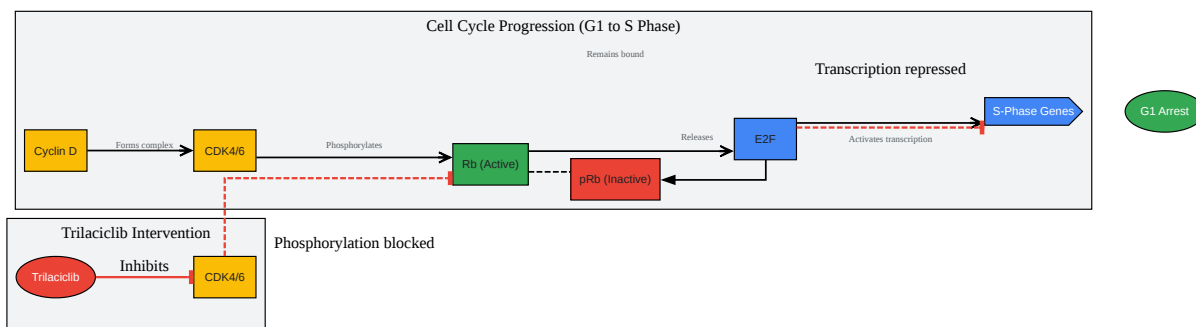 Cell Cycle Progression (G1 to S Phase)
Remains bound
Transcription repressed
S-Phase Genes
G1 Arrest
Cyclin D
Forms complex
CDK4/6
Phosphorylates
Rb (Active)
Releases
E2F
Activates transcription
pRb (Inactive)
Trilaciclib Intervention
Phosphorylation blocked
Trilaciclib
Inhibits
CDK4/6